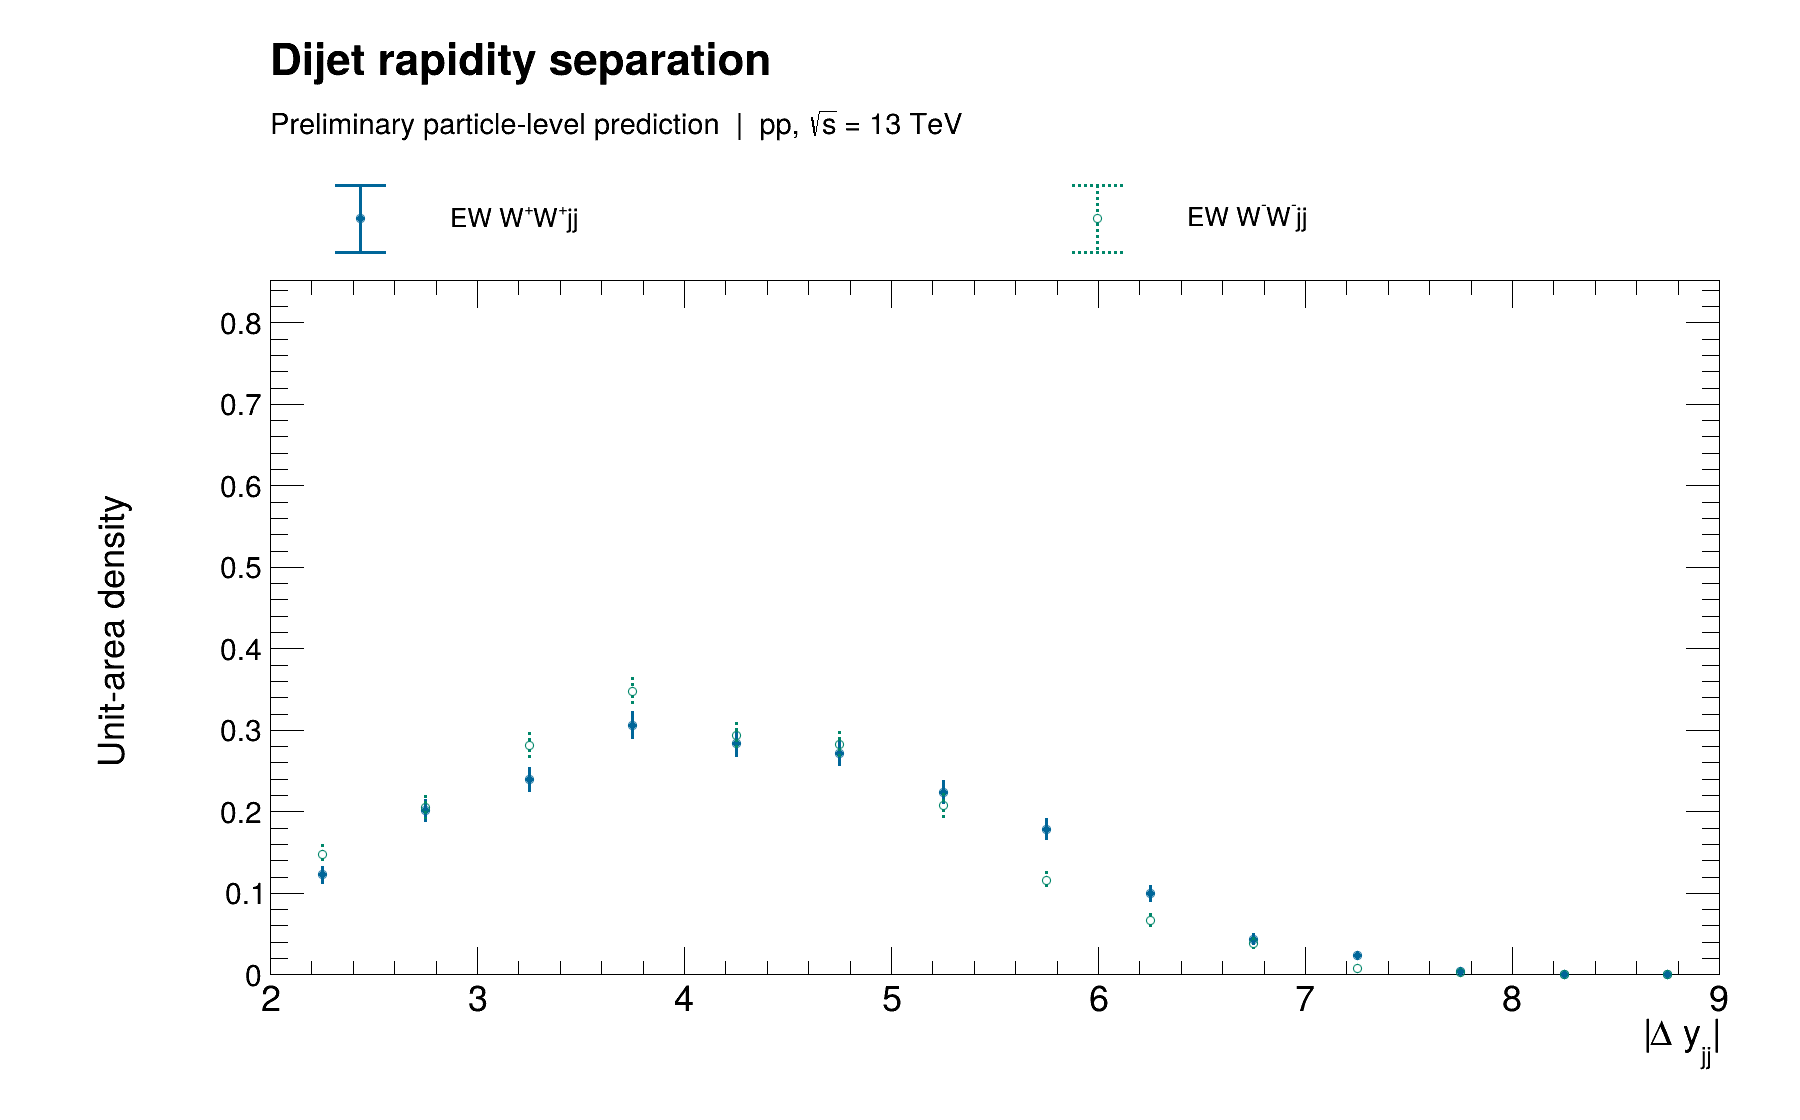 Dijet rapidity separation
Preliminary particle-level prediction | pp, √s = 13 TeV
EW W⁺W⁺jj
EW W⁻W⁻jj
Unit-area density
0.8
0.7
0.6
0.5
0.4
0.3
0.2
0.1
0
2 3 4 5 6 7 8 9
|Δ y_jj|